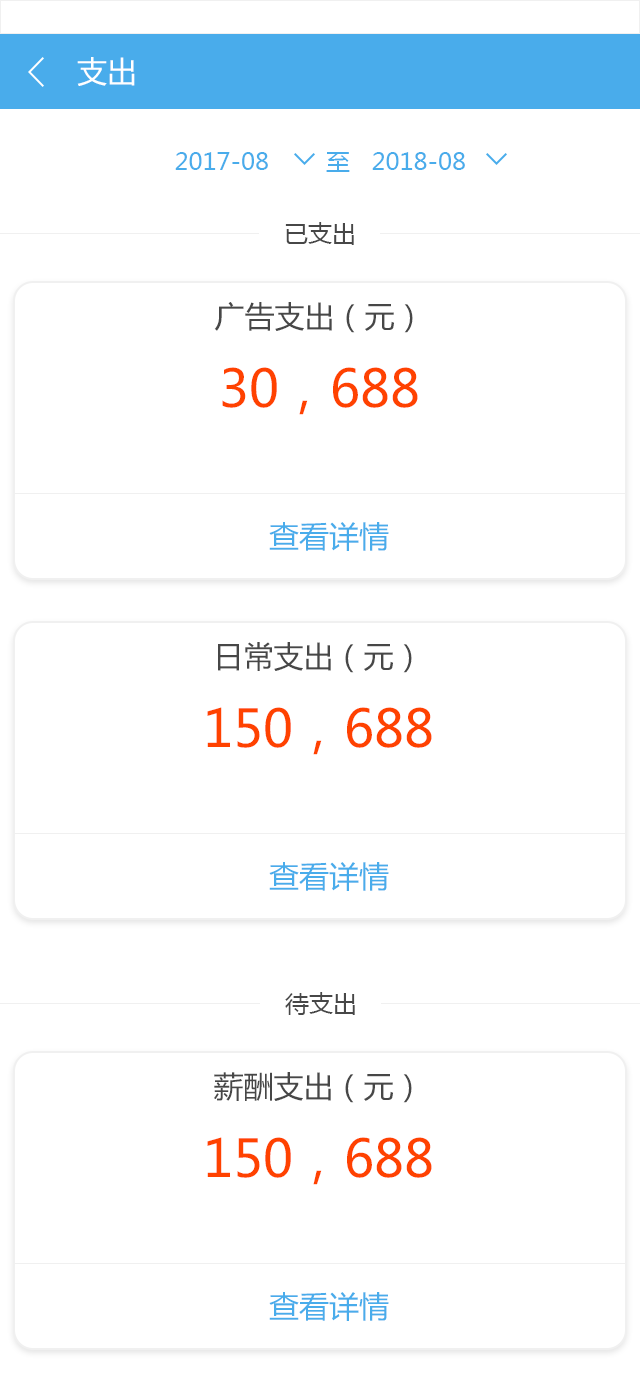 支出
2017-08 至 2018-08
已支出
广告支出(元)
30,688
查看详情
日常支出(元)
150,688
查看详情
待支出
薪酬支出(元)
150,688
查看详情